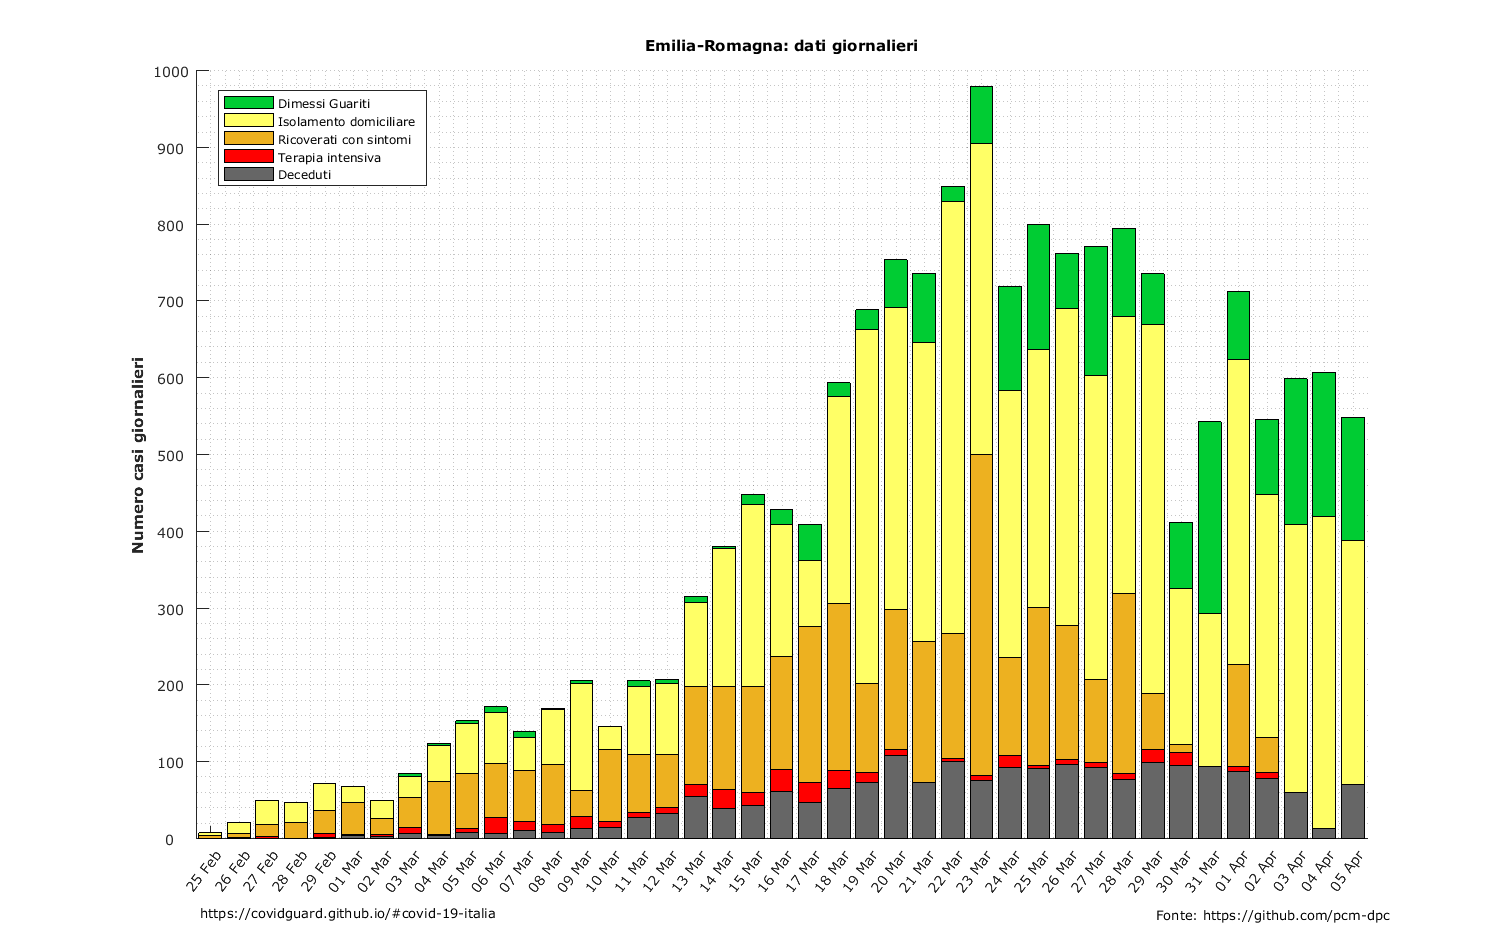 Emilia-Romagna: dati giornalieri
1000
900
800
700
600
500
400
300
200
100
0
Numero casi giornalieri
Dimessi Guariti
Isolamento domiciliare
Ricoverati con sintomi
Terapia intensiva
Deceduti
25 Feb
26 Feb
27 Feb
28 Feb
29 Feb
01 Mar
02 Mar
03 Mar
04 Mar
05 Mar
06 Mar
07 Mar
08 Mar
09 Mar
10 Mar
11 Mar
12 Mar
13 Mar
14 Mar
15 Mar
16 Mar
17 Mar
18 Mar
19 Mar
20 Mar
21 Mar
22 Mar
23 Mar
24 Mar
25 Mar
26 Mar
27 Mar
28 Mar
29 Mar
30 Mar
31 Mar
01 Apr
02 Apr
03 Apr
04 Apr
05 Apr
https://covidguard.github.io/#covid-19-italia
Fonte: https://github.com/pcm-dpc